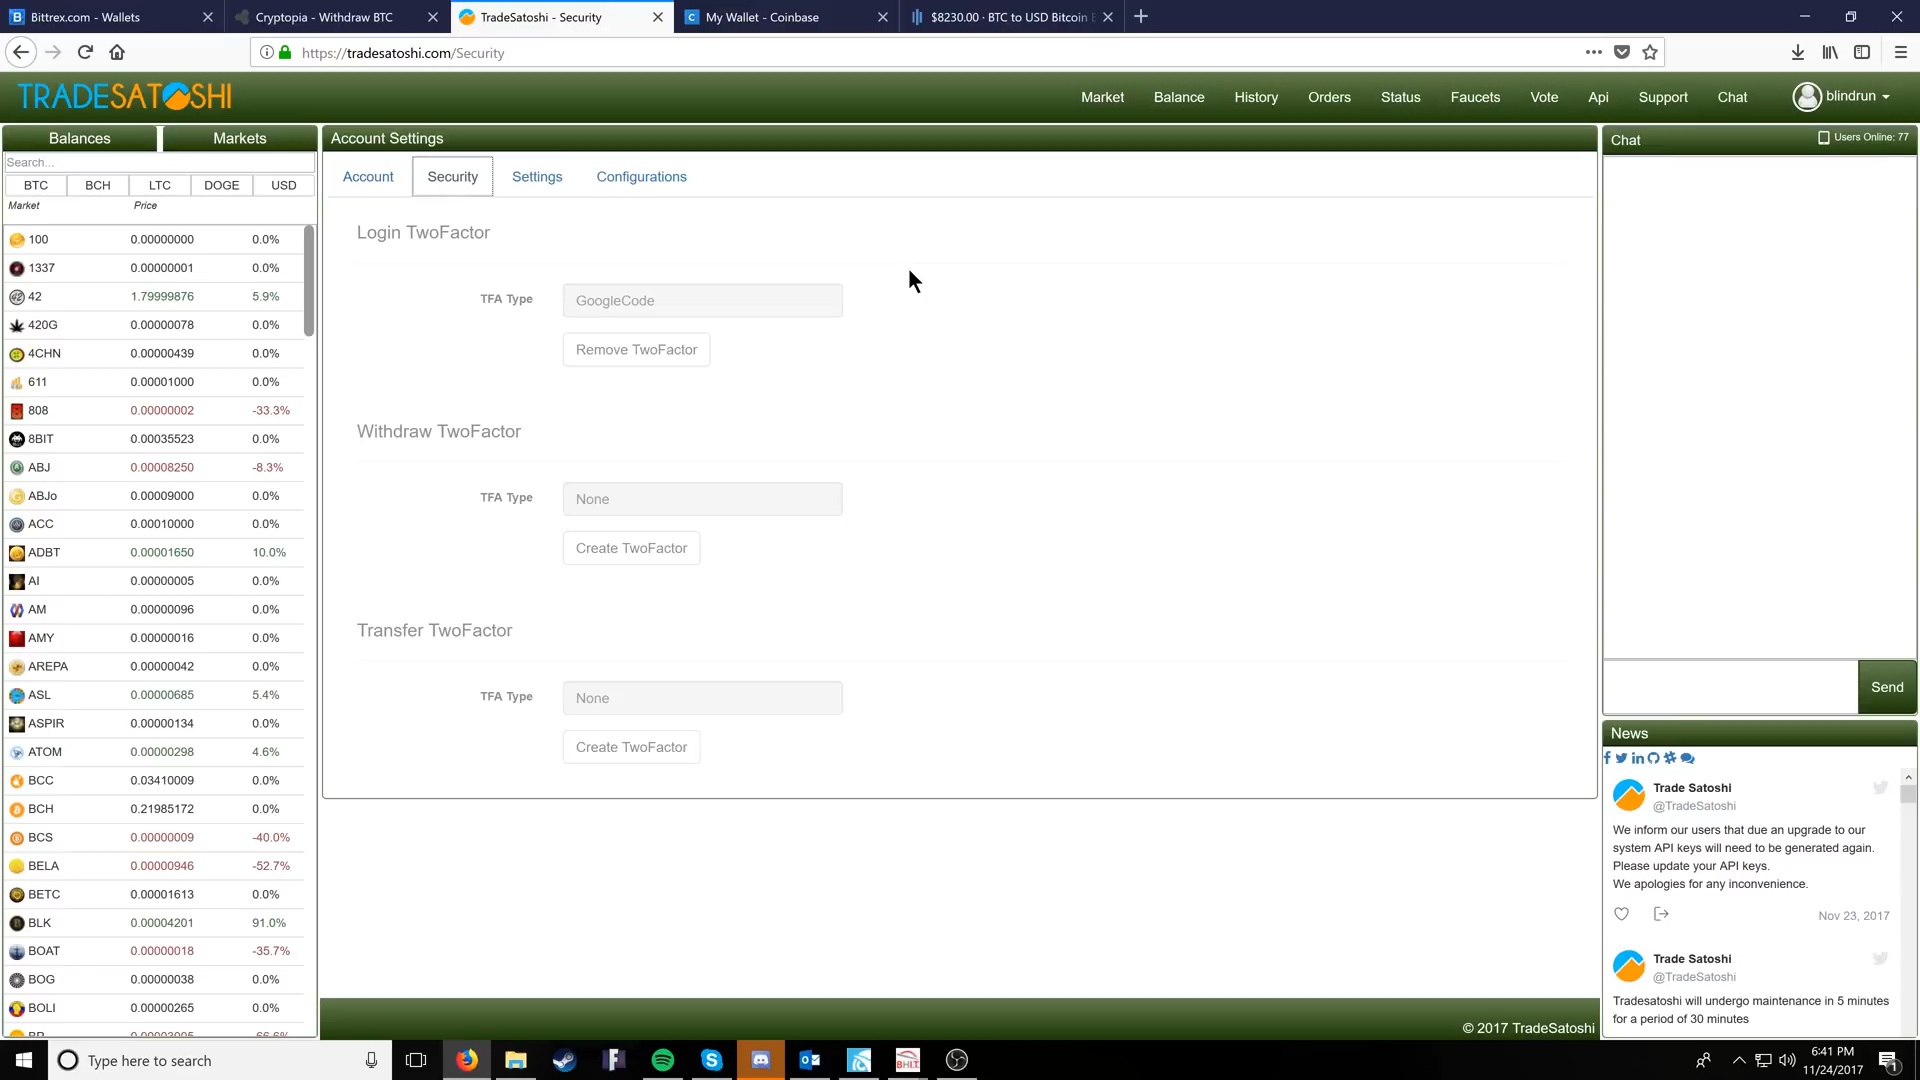 Bittrex.com - Wallets
Cryptopia - Withdraw BTC
TradeSatoshi - Security
My Wallet - Coinbase
$8230.00 · BTC to USD Bitcoin
https://tradesatoshi.com/Security
TRADESATOSHI
Market
Balance
History
Orders
Status
Faucets
Vote
Api
Support
Chat
blindrun
Balances
Markets
Search...
BTC BCH LTC DOGE USD
Market Price
100 0.00000000 0.0%
1337 0.00000001 0.0%
42 1.79999876 5.9%
420G 0.00000078 0.0%
4CHN 0.00000439 0.0%
611 0.00001000 0.0%
808 0.00000002 -33.3%
8BIT 0.00035523 0.0%
ABJ 0.00008250 -8.3%
ABJo 0.00009000 0.0%
ACC 0.00010000 0.0%
ADBT 0.00001650 10.0%
AI 0.00000005 0.0%
AM 0.00000096 0.0%
AMY 0.00000016 0.0%
AREPA 0.00000042 0.0%
ASL 0.00000685 5.4%
ASPIR 0.00000134 0.0%
ATOM 0.00000298 4.6%
BCC 0.03410009 0.0%
BCH 0.21985172 0.0%
BCS 0.00000009 -40.0%
BELA 0.00000946 -52.7%
BETC 0.00001613 0.0%
BLK 0.00004201 91.0%
BOAT 0.00000018 -35.7%
BOG 0.00000038 0.0%
BOLI 0.00000265 0.0%
Account Settings
Account
Security
Settings
Configurations
Login TwoFactor
TFA Type GoogleCode
Remove TwoFactor
Withdraw TwoFactor
TFA Type None
Create TwoFactor
Transfer TwoFactor
TFA Type None
Create TwoFactor
© 2017 TradeSatoshi
Chat
Users Online: 77
Send
News
Trade Satoshi
@TradeSatoshi
We inform our users that due an upgrade to our
system API keys will need to be generated again.
Please update your API keys.
We apologies for any inconvenience.
Nov 23, 2017
Trade Satoshi
@TradeSatoshi
Tradesatoshi will undergo maintenance in 5 minutes
for a period of 30 minutes
Type here to search
6:41 PM
11/24/2017